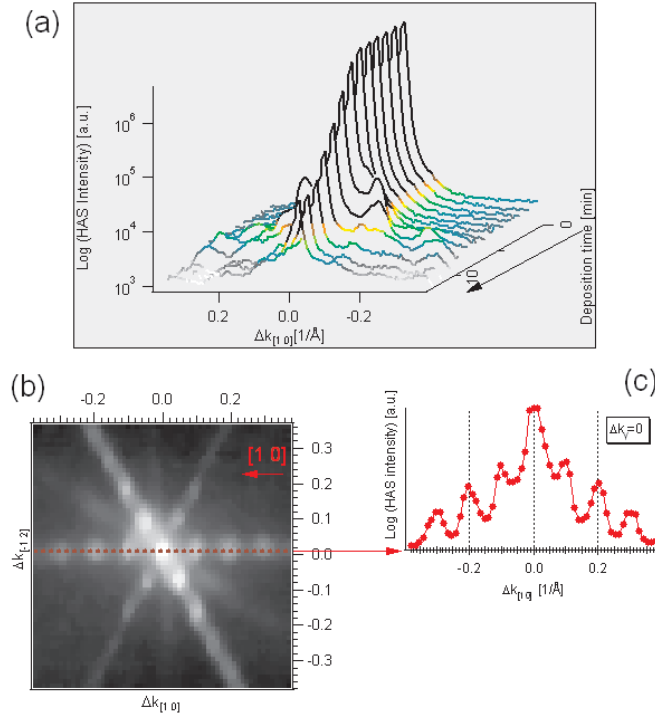 (a)
Log (HAS Intensity) [a.u.]
10^6
10^5
10^4
10^3
0.2
0.0
-0.2
Δk[1 0][1/Å]
0
10
Deposition time [min]
(b)
-0.2
0.0
0.2
[1 0]
0.3
0.2
0.1
0.0
-0.1
-0.2
-0.3
Δk[-1 2]
Δk[1 0]
(c)
Log (HAS intensity) [a.u.]
Δky=0
-0.2
0.0
0.2
Δk[10] [1/Å]